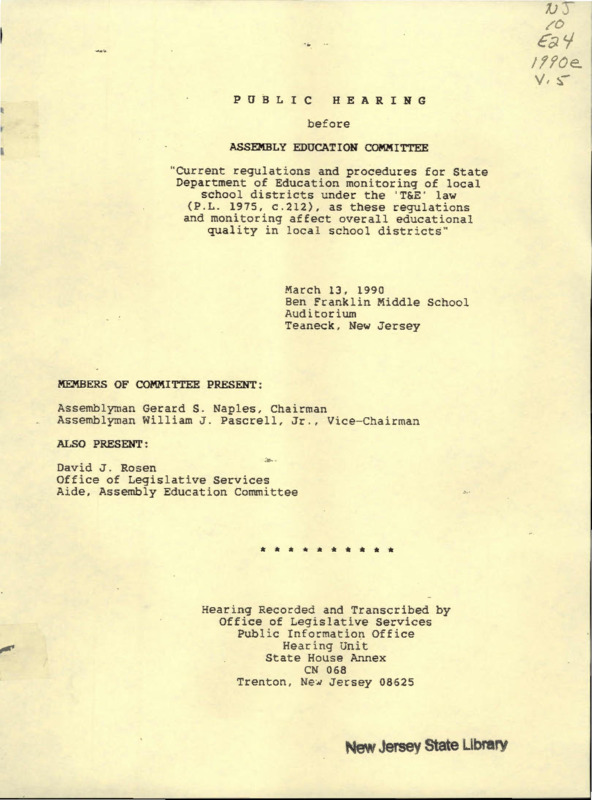 NJ
10
E24
1990e
V. 5
P U B L I C   H E A R I N G
before
ASSEMBLY EDUCATION COMMITTEE
"Current regulations and procedures for State
Department of Education monitoring of local
school districts under the 'T&E' law
(P.L. 1975, c.212), as these regulations
and monitoring affect overall educational
quality in local school districts"
March 13, 1990
Ben Franklin Middle School
Auditorium
Teaneck, New Jersey
MEMBERS OF COMMITTEE PRESENT:
Assemblyman Gerard S. Naples, Chairman
Assemblyman William J. Pascrell, Jr., Vice-Chairman
ALSO PRESENT:
David J. Rosen
Office of Legislative Services
Aide, Assembly Education Committee
* * * * * * * * * *
Hearing Recorded and Transcribed by
Office of Legislative Services
Public Information Office
Hearing Unit
State House Annex
CN 068
Trenton, New Jersey 08625
New Jersey State Library